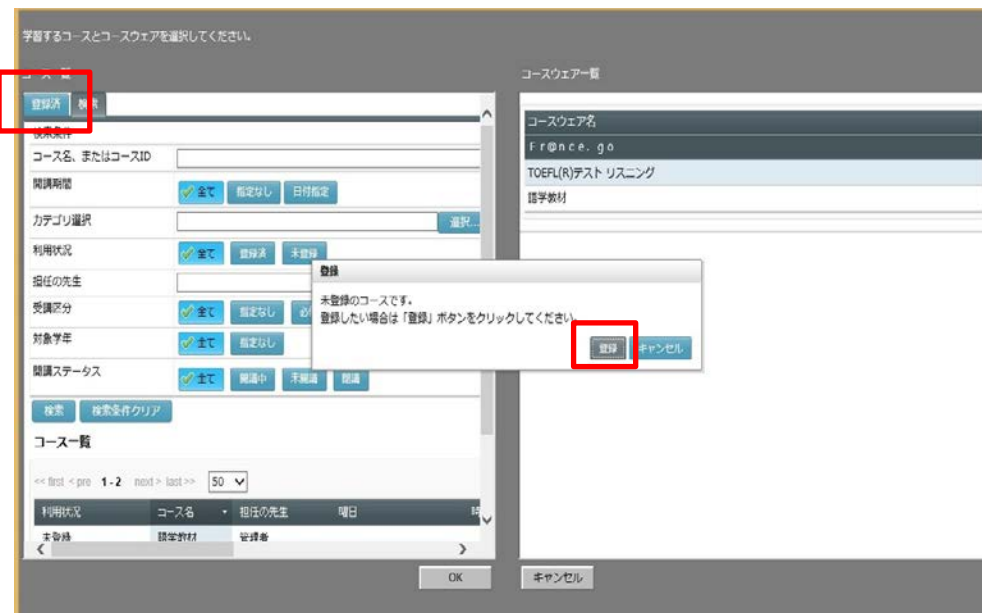 学習するコースとコースウェアを選択してください。
コース一覧
登録済 検索
検索条件
コース名、またはコースID
開講期間 全て 指定なし 日付指定
カテゴリ選択 選択...
利用状況 全て 登録済 未登録
担任の先生
受講区分 全て 指定なし
対象学年 全て 指定なし
開講ステータス 全て 開講中 未開講 閉講
検索 検索条件クリア
コース一覧
<< first < pre 1 - 2 next > last >> 50
利用状況 コース名 担任の先生 曜日
未登録 語学教材 管理者
OK
コースウェア一覧
コースウェア名
Fr@nce.go
TOEFL(R)テスト リスニング
語学教材
登録
未登録のコースです。
登録したい場合は「登録」ボタンをクリックしてください。
登録 キャンセル
キャンセル